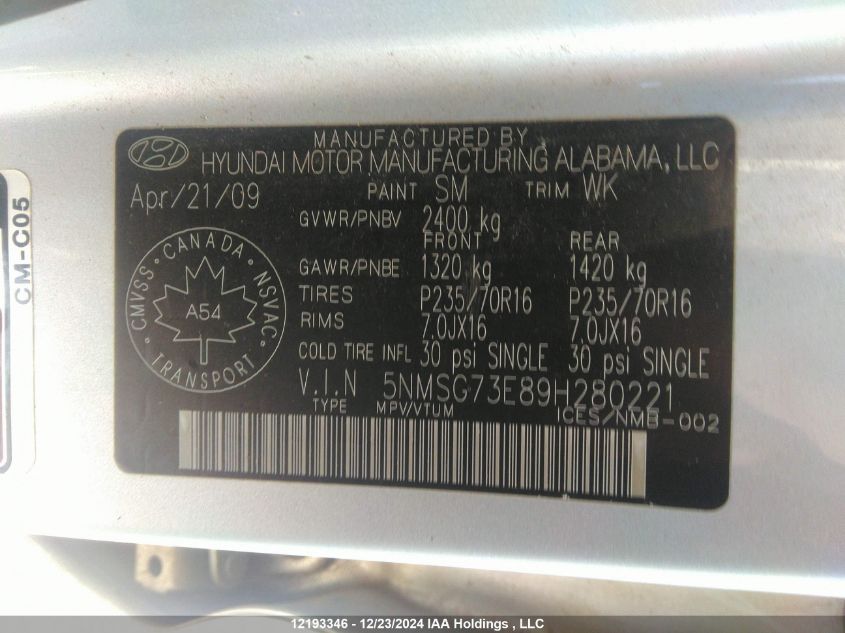 MANUFACTURED BY
HYUNDAI MOTOR MANUFACTURING ALABAMA, LLC
Apr/21/09 PAINT SM TRIM WK
GVWR/PNBV 2400 kg
FRONT REAR
GAWR/PNBE 1320 kg 1420 kg
TIRES P235/70R16 P235/70R16
RIMS 7.0JX16 7.0JX16
COLD TIRE INFL 30 psi SINGLE 30 psi SINGLE
V.I.N 5NMSG73E89H280221
TYPE MPV/VTUM ICES/NMB-002
CANADA
CMVSS NSVAC
A54
TRANSPORT
CM-C05
12193346 - 12/23/2024 IAA Holdings , LLC